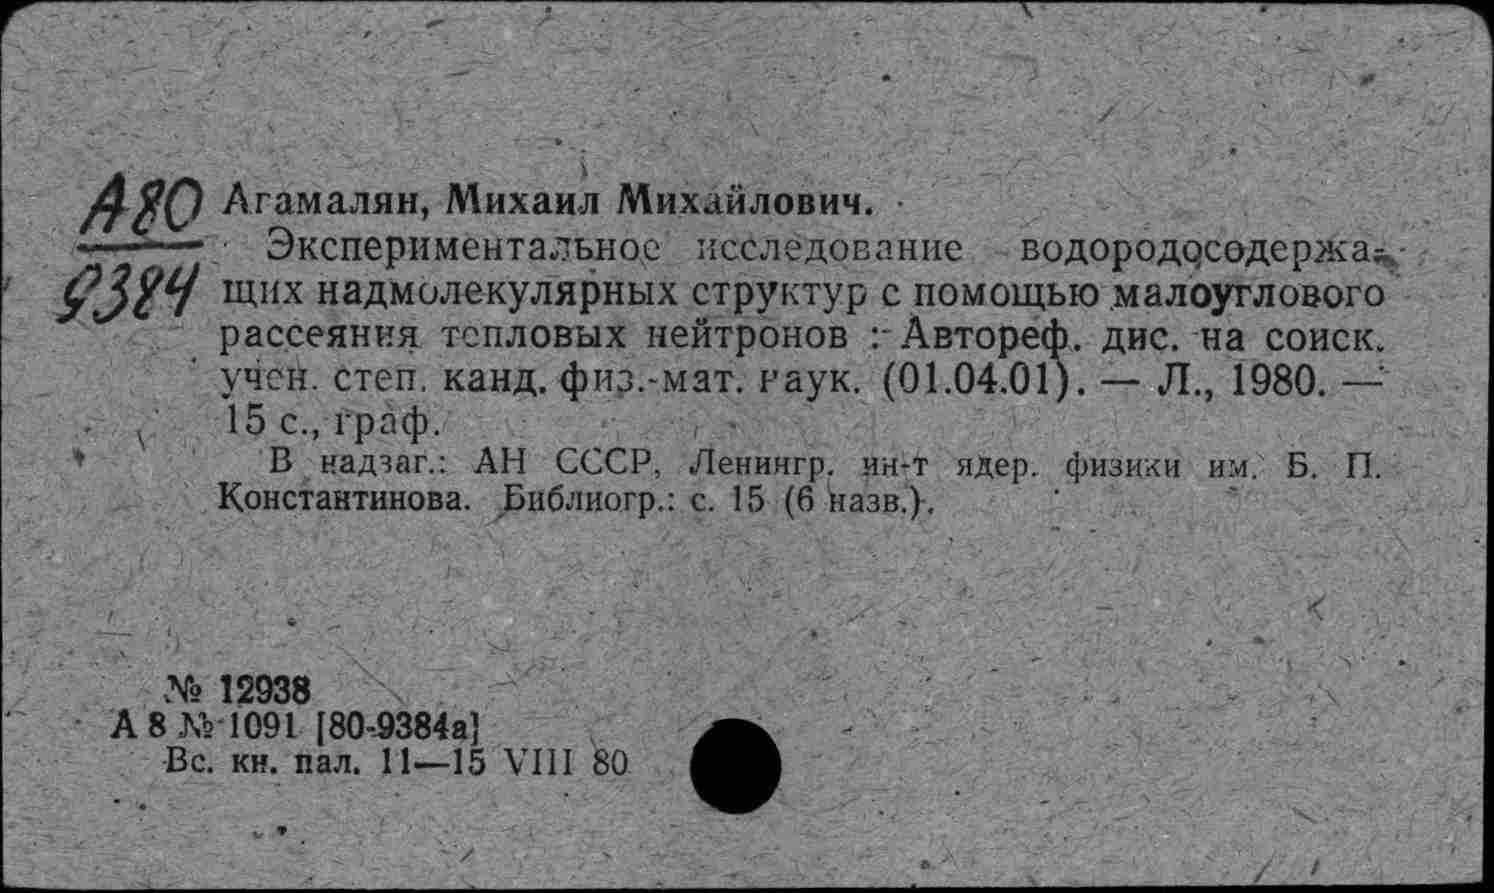 А80 Агамалян, Михаил Михайлович.
Экспериментальное исследование водородосодержа-
9384 щих надмолекулярных структур с помощью малоуглового
рассеяния тепловых нейтронов : Автореф. дис. на соиск.
учен. степ. канд. физ.-мат. наук. (01.04.01). — Л., 1980. —
15 с., граф.
В надзаг.: АН СССР, Ленингр. ин-т ядер. физики им. Б. П.
Константинова. Библиогр.: с. 15 (6 назв.).
№ 12938
А 8 № 1091 [80-9384а]
Вс. кн. пал. 11—15 VIII 80